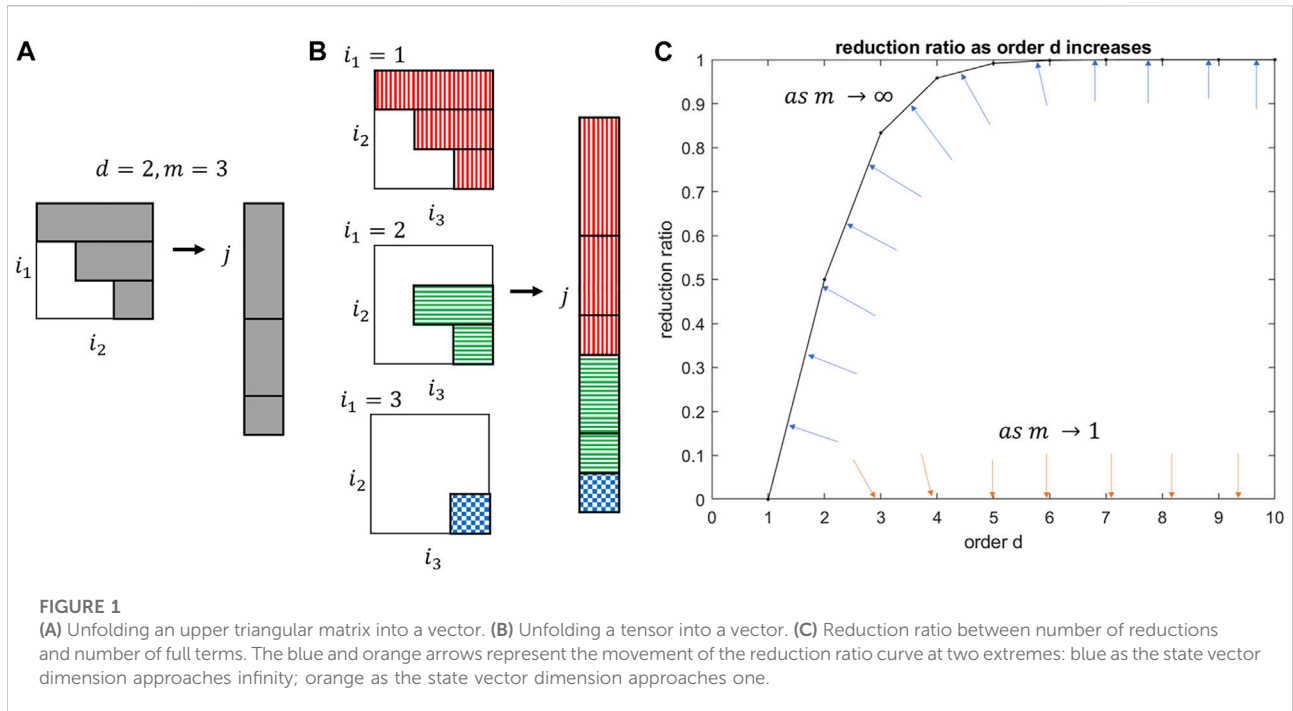 A
d = 2, m = 3
i₁
i₂
j
B
i₁ = 1
i₂
i₃
i₁ = 2
i₂
i₃
i₁ = 3
i₂
i₃
j
C
reduction ratio as order d increases
reduction ratio
1
0.9
0.8
0.7
0.6
0.5
0.4
0.3
0.2
0.1
0
as m → ∞
as m → 1
0 1 2 3 4 5 6 7 8 9 10
order d
FIGURE 1
(A) Unfolding an upper triangular matrix into a vector. (B) Unfolding a tensor into a vector. (C) Reduction ratio between number of reductions
and number of full terms. The blue and orange arrows represent the movement of the reduction ratio curve at two extremes: blue as the state vector
dimension approaches infinity; orange as the state vector dimension approaches one.